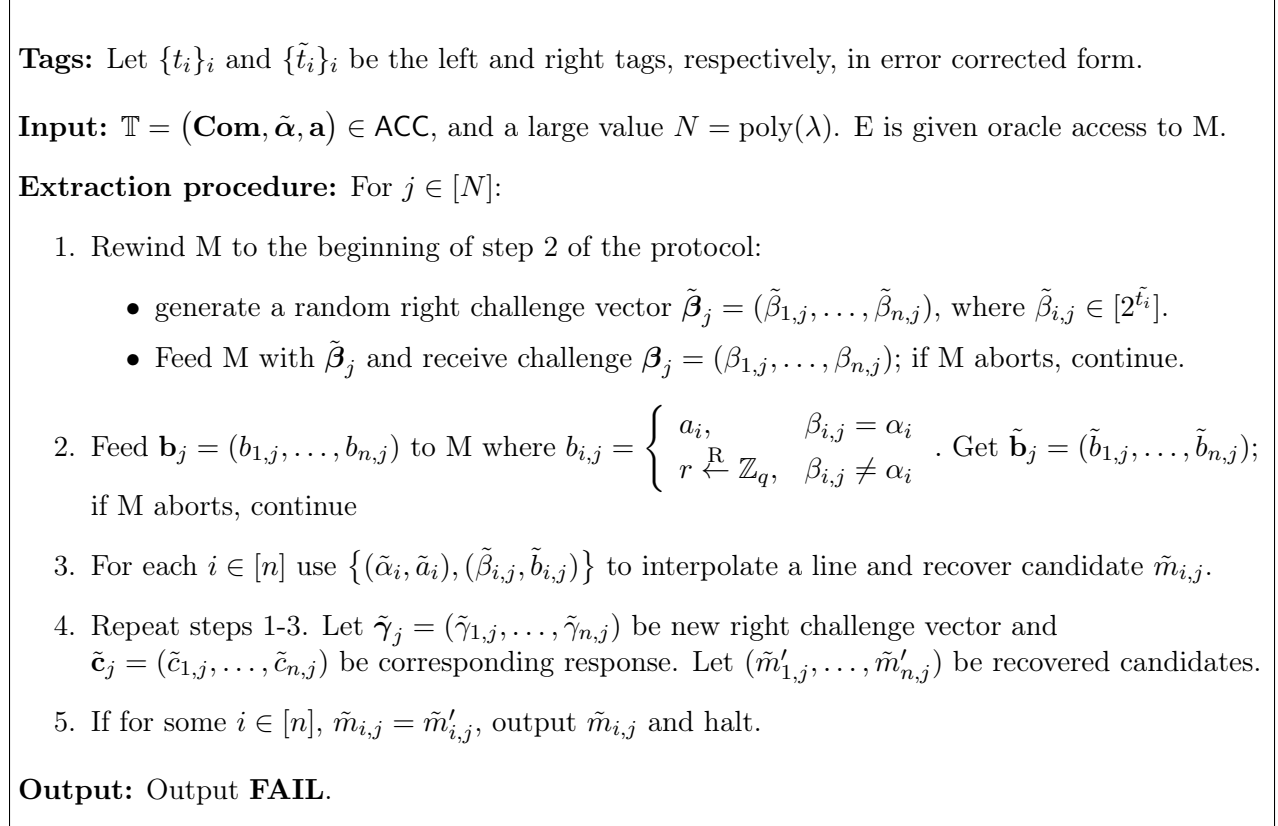 Tags: Let {t_i}_i and {t̃_i}_i be the left and right tags, respectively, in error corrected form.
Input: 𝕋 = (Com, α̃, a) ∈ ACC, and a large value N = poly(λ). E is given oracle access to M.
Extraction procedure: For j ∈ [N]:
1. Rewind M to the beginning of step 2 of the protocol:
• generate a random right challenge vector β̃_j = (β̃_{1,j}, . . . , β̃_{n,j}), where β̃_{i,j} ∈ [2^{t̃_i}].
• Feed M with β̃_j and receive challenge β_j = (β_{1,j}, . . . , β_{n,j}); if M aborts, continue.
2. Feed b_j = (b_{1,j}, . . . , b_{n,j}) to M where b_{i,j} = { a_i, β_{i,j} = α_i; r ←^R ℤ_q, β_{i,j} ≠ α_i . Get b̃_j = (b̃_{1,j}, . . . , b̃_{n,j});
if M aborts, continue
3. For each i ∈ [n] use {(α̃_i, ã_i), (β̃_{i,j}, b̃_{i,j})} to interpolate a line and recover candidate m̃_{i,j}.
4. Repeat steps 1-3. Let γ̃_j = (γ̃_{1,j}, . . . , γ̃_{n,j}) be new right challenge vector and
c̃_j = (c̃_{1,j}, . . . , c̃_{n,j}) be corresponding response. Let (m̃′_{1,j}, . . . , m̃′_{n,j}) be recovered candidates.
5. If for some i ∈ [n], m̃_{i,j} = m̃′_{i,j}, output m̃_{i,j} and halt.
Output: Output FAIL.